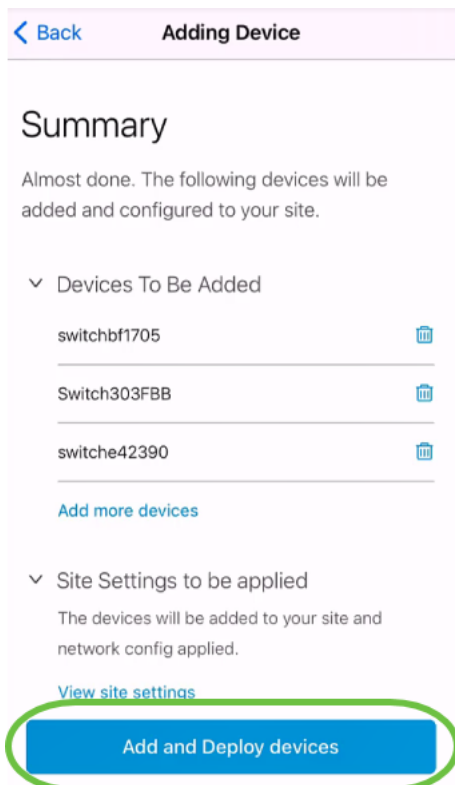 Back
Adding Device
Summary
Almost done. The following devices will be
added and configured to your site.
Devices To Be Added
switchbf1705
Switch303FBB
switche42390
Add more devices
Site Settings to be applied
The devices will be added to your site and
network config applied.
View site settings
Add and Deploy devices